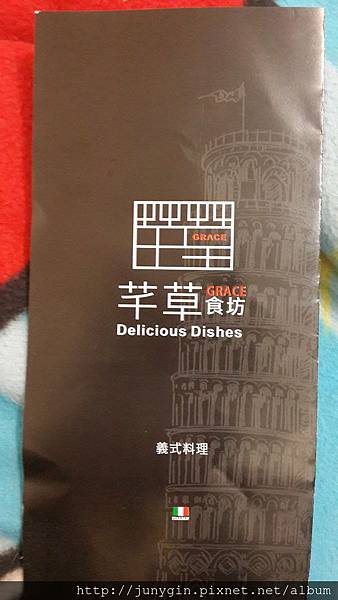 GRACE
芊草 GRACE
食坊
Delicious Dishes
義式料理
http://junygin.pixnet.net/album